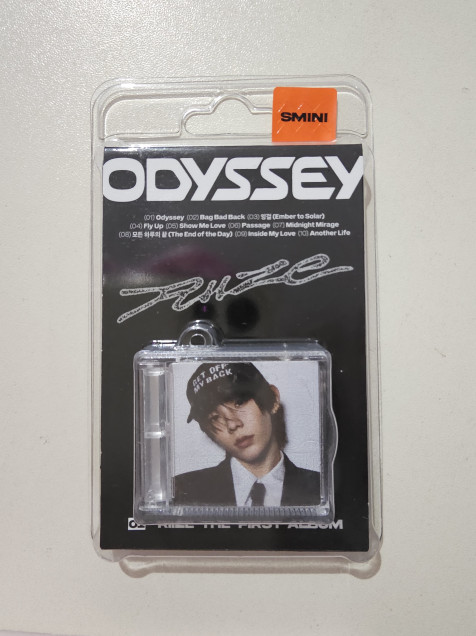 SMINI
ODYSSEY
(01) Odyssey (02) Bag Bad Back (03) 잉걸 (Ember to Solar)
(04) Fly Up (05) Show Me Love (06) Passage (07) Midnight Mirage
(08) 모든 하루의 끝 (The End of the Day) (09) Inside My Love (10) Another Life
RIIZE
GET OFF
MY BACK
RIIZE THE FIRST ALBUM